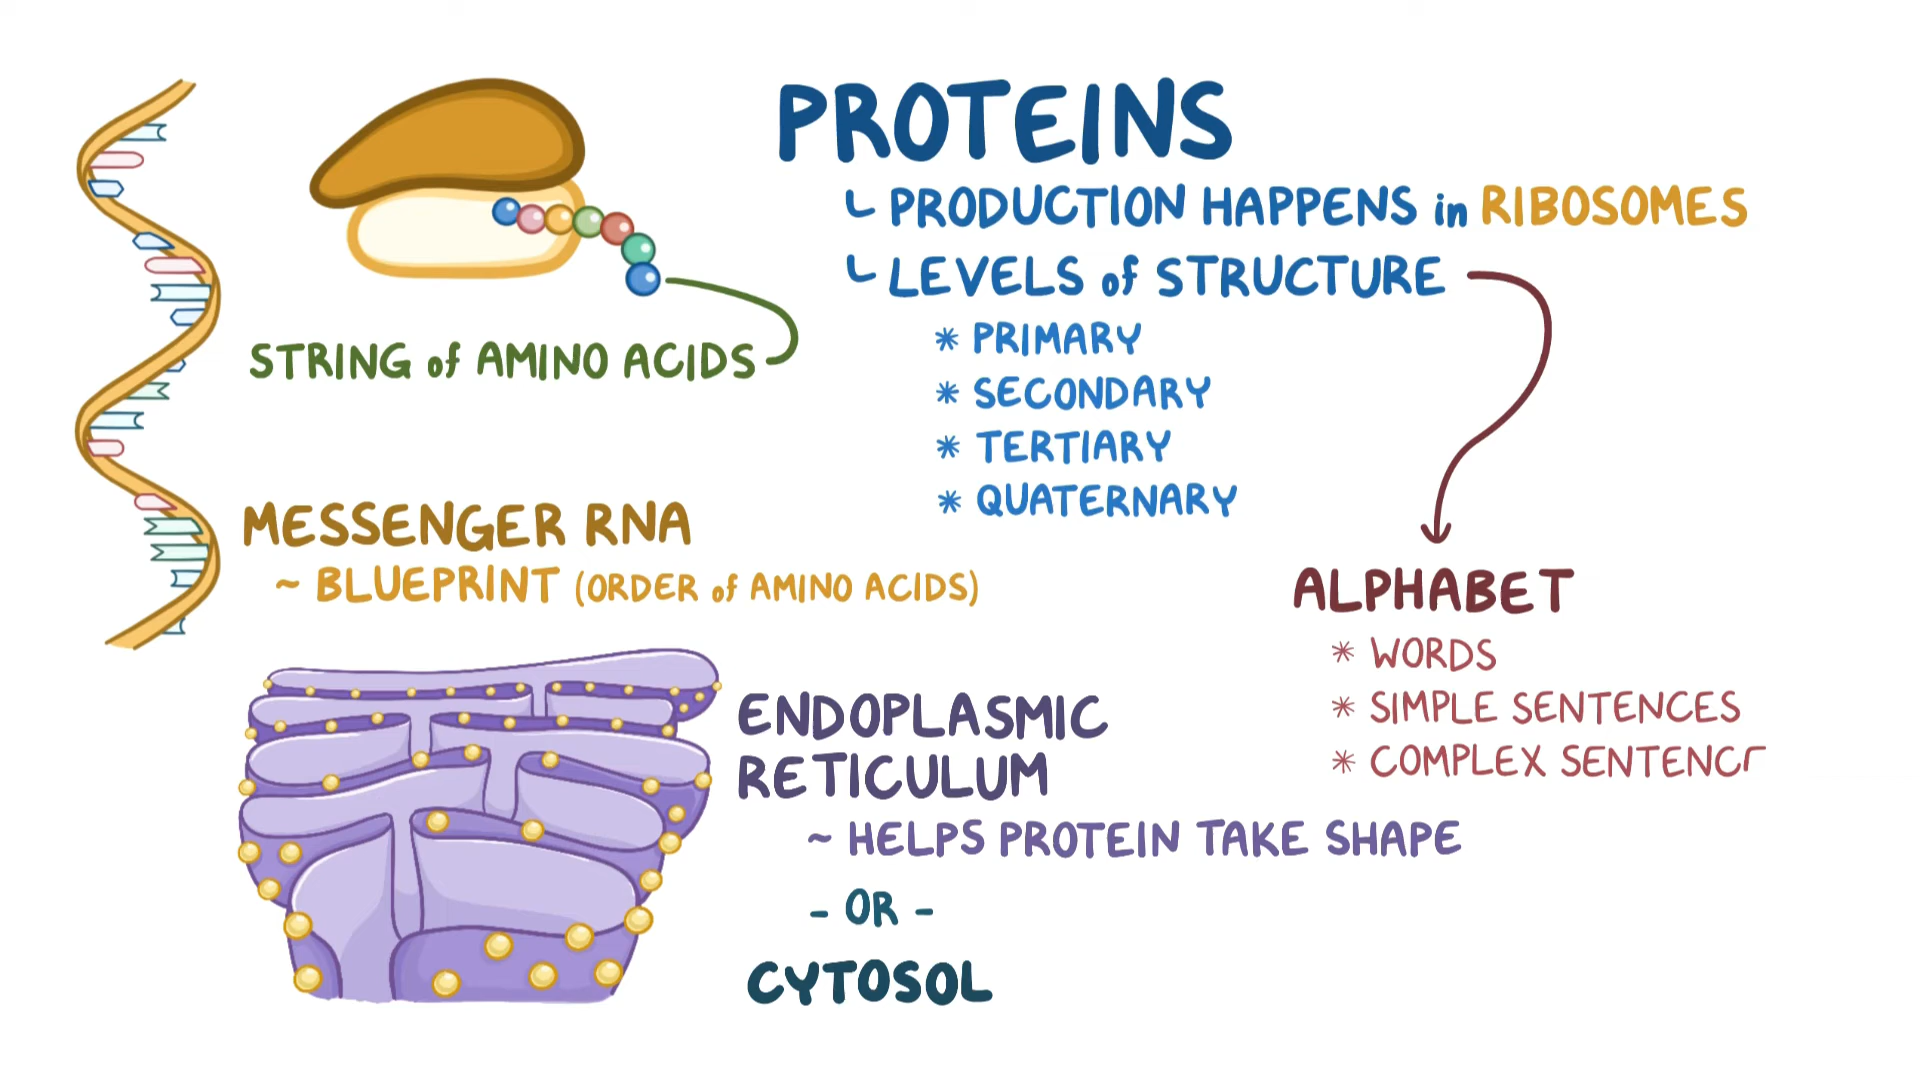 PROTEINS
PRODUCTION HAPPENS in RIBOSOMES
LEVELS of STRUCTURE
* PRIMARY
* SECONDARY
* TERTIARY
* QUATERNARY
STRING of AMINO ACIDS
MESSENGER RNA
~ BLUEPRINT (ORDER of AMINO ACIDS)
ALPHABET
* WORDS
* SIMPLE SENTENCES
* COMPLEX
ENDOPLASMIC
RETICULUM
~ HELPS PROTEIN TAKE SHAPE
- OR -
CYTOSOL